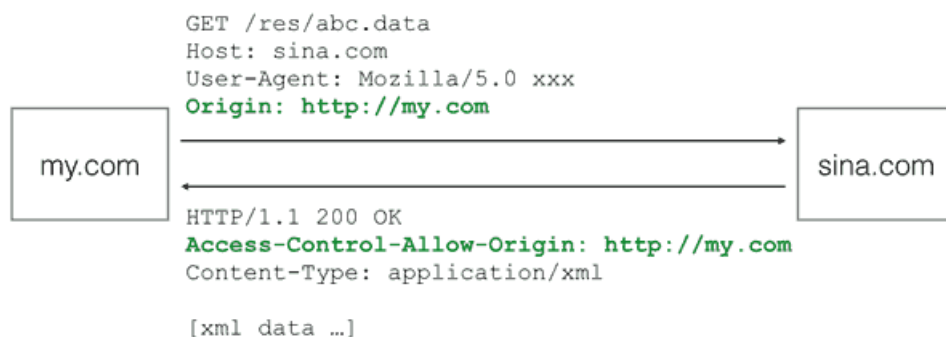 GET /res/abc.data
Host: sina.com
User-Agent: Mozilla/5.0 xxx
Origin: http://my.com
my.com
sina.com
HTTP/1.1 200 OK
Access-Control-Allow-Origin: http://my.com
Content-Type: application/xml
[xml data …]